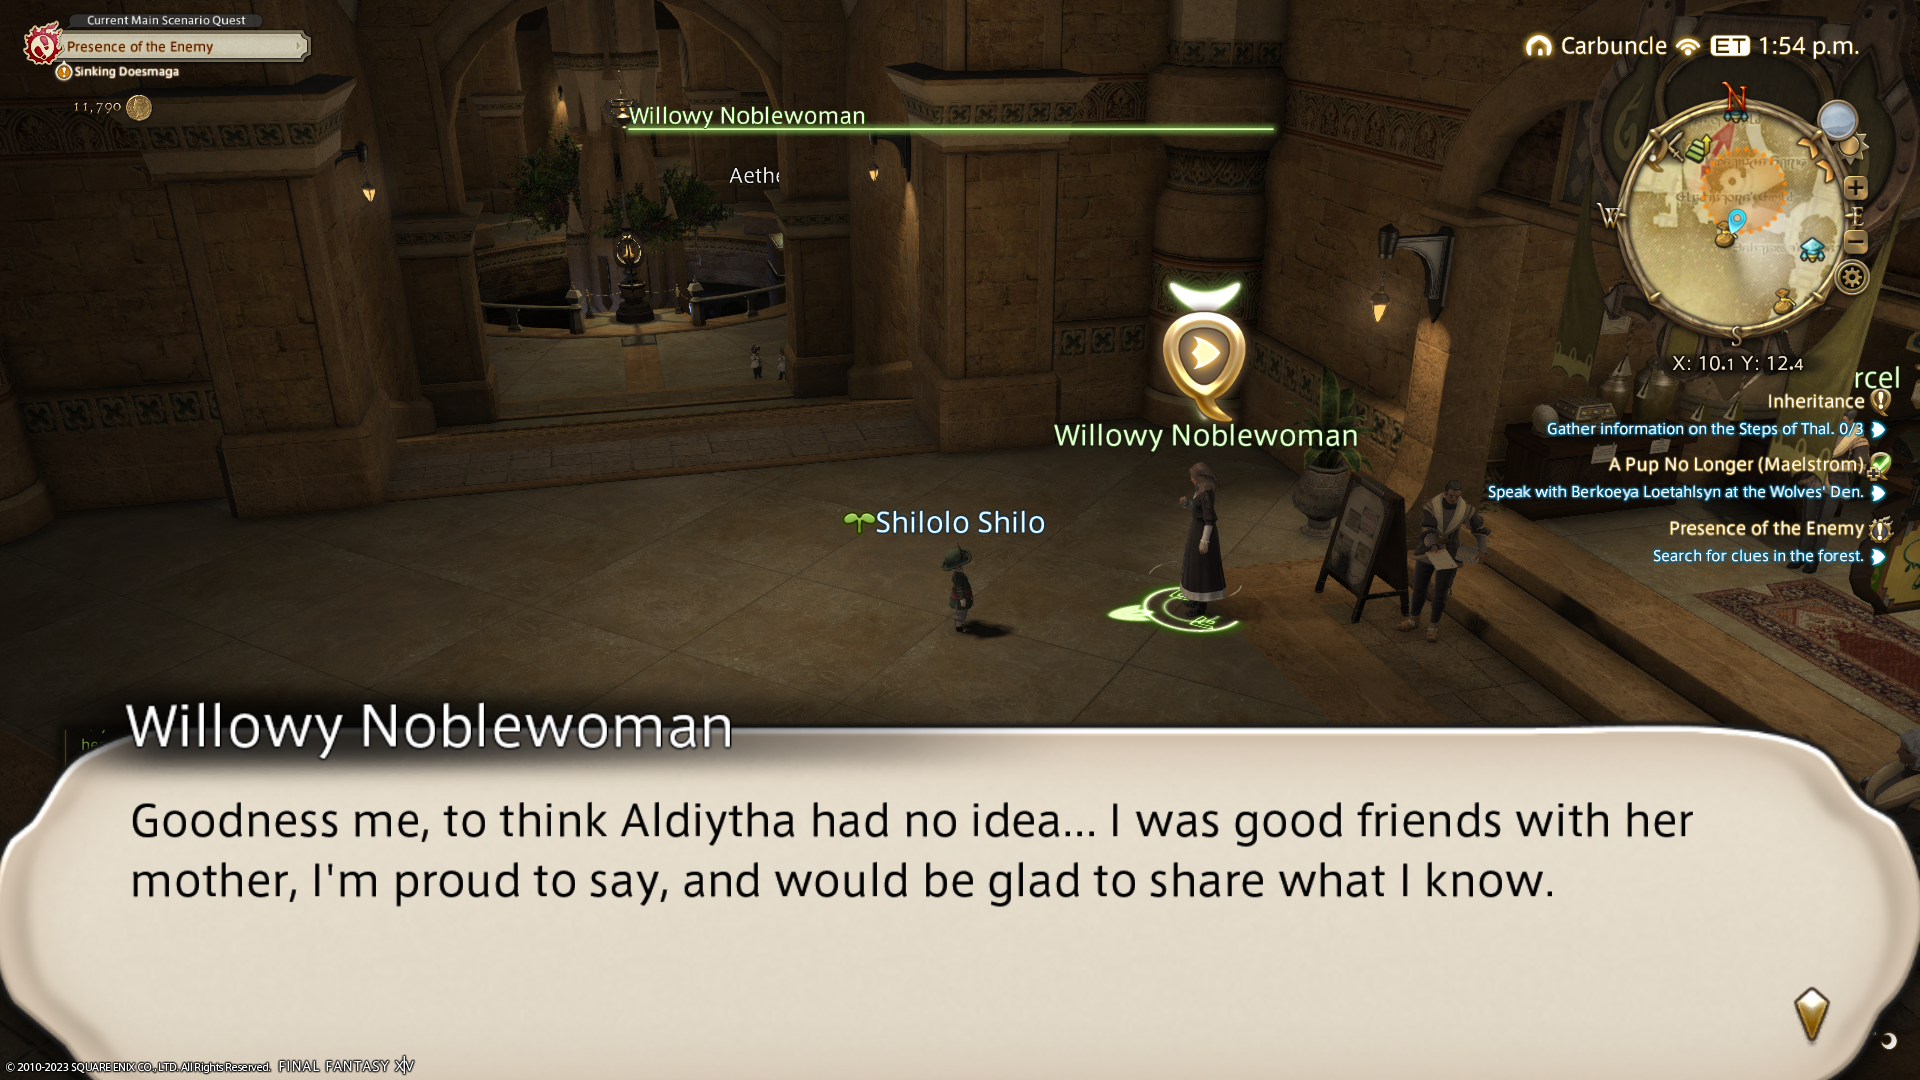 Current Main Scenario Quest
Presence of the Enemy
Sinking Doesmaga
11,790
Carbuncle ET 1:54 p.m.
Willowy Noblewoman
Aethe
N
W
E
S
X: 10.1 Y: 12.4
rcel
Inheritance
Gather information on the Steps of Thal. 0/3
A Pup No Longer (Maelstrom)
Speak with Berkoeya Loetahlsyn at the Wolves' Den.
Presence of the Enemy
Search for clues in the forest.
Willowy Noblewoman
Shilolo Shilo
Willowy Noblewoman
Goodness me, to think Aldiytha had no idea... I was good friends with her
mother, I'm proud to say, and would be glad to share what I know.
© 2010-2023 SQUARE ENIX CO., LTD. All Rights Reserved. FINAL FANTASY XIV